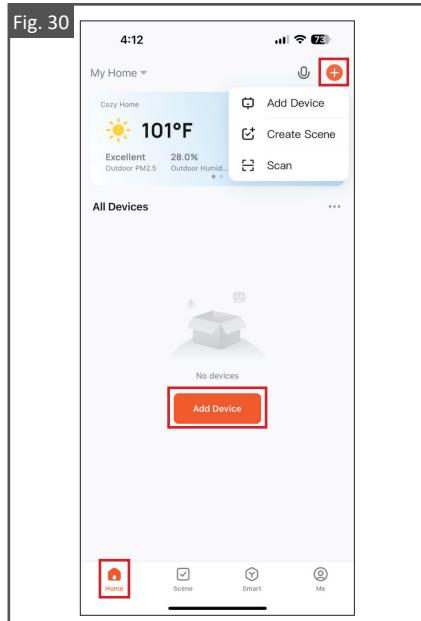 Fig. 30
4:12
73
My Home
Cozy Home
101°F
Excellent
28.0%
Outdoor PM2.5
Outdoor Humid...
Add Device
Create Scene
Scan
All Devices
No devices
Add Device
Home
Scene
Smart
Me